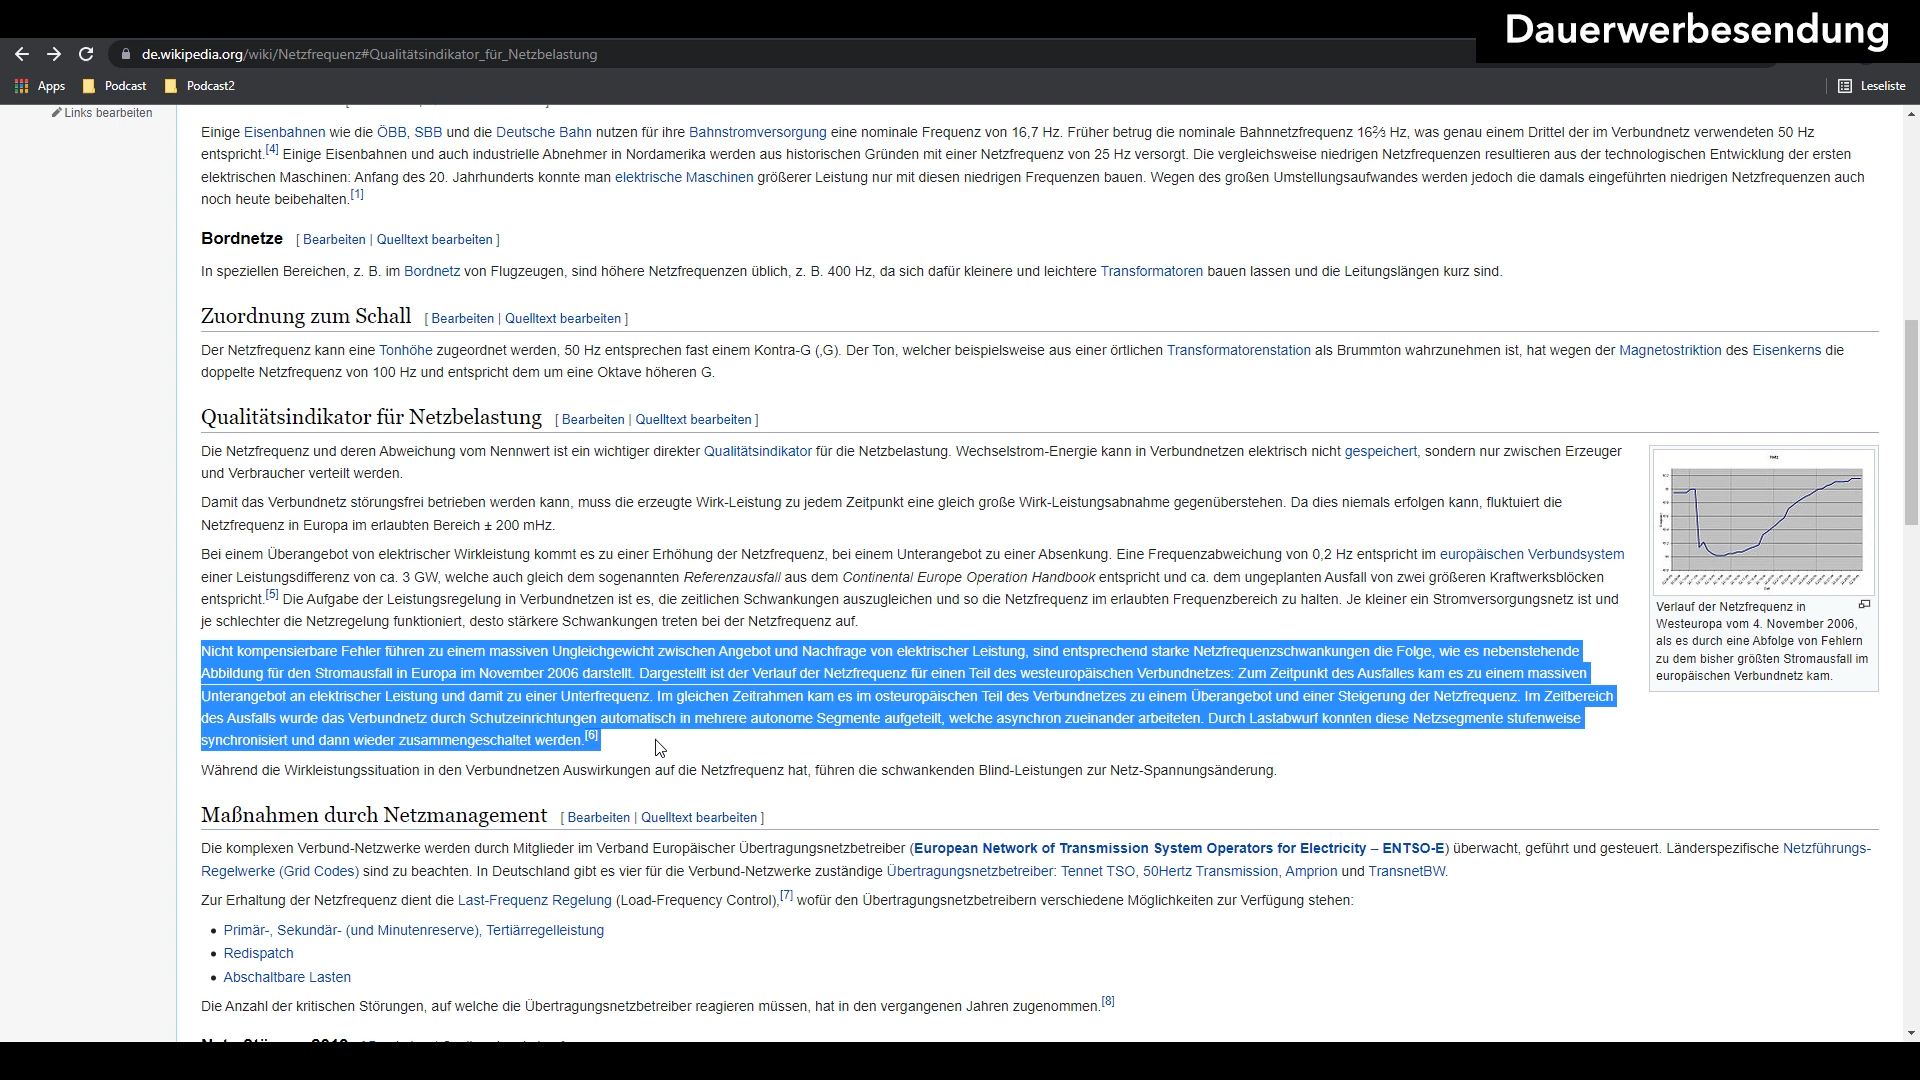 Dauerwerbesendung
de.wikipedia.org/wiki/Netzfrequenz#Qualitätsindikator_für_Netzbelastung
Apps Podcast Podcast2 Leseliste
Links bearbeiten
Einige Eisenbahnen wie die ÖBB, SBB und die Deutsche Bahn nutzen für ihre Bahnstromversorgung eine nominale Frequenz von 16,7 Hz. Früher betrug die nominale Bahnnetzfrequenz 16⅔ Hz, was genau einem Drittel der im Verbundnetz verwendeten 50 Hz
entspricht.[4] Einige Eisenbahnen und auch industrielle Abnehmer in Nordamerika werden aus historischen Gründen mit einer Netzfrequenz von 25 Hz versorgt. Die vergleichsweise niedrigen Netzfrequenzen resultieren aus der technologischen Entwicklung der ersten
elektrischen Maschinen: Anfang des 20. Jahrhunderts konnte man elektrische Maschinen größerer Leistung nur mit diesen niedrigen Frequenzen bauen. Wegen des großen Umstellungsaufwandes werden jedoch die damals eingeführten niedrigen Netzfrequenzen auch
noch heute beibehalten.[1]
Bordnetze [ Bearbeiten | Quelltext bearbeiten ]
In speziellen Bereichen, z. B. im Bordnetz von Flugzeugen, sind höhere Netzfrequenzen üblich, z. B. 400 Hz, da sich dafür kleinere und leichtere Transformatoren bauen lassen und die Leitungslängen kurz sind.
Zuordnung zum Schall [ Bearbeiten | Quelltext bearbeiten ]
Der Netzfrequenz kann eine Tonhöhe zugeordnet werden, 50 Hz entsprechen fast einem Kontra-G (‚G). Der Ton, welcher beispielsweise aus einer örtlichen Transformatorenstation als Brummton wahrzunehmen ist, hat wegen der Magnetostriktion des Eisenkerns die
doppelte Netzfrequenz von 100 Hz und entspricht dem um eine Oktave höheren G.
Qualitätsindikator für Netzbelastung [ Bearbeiten | Quelltext bearbeiten ]
Die Netzfrequenz und deren Abweichung vom Nennwert ist ein wichtiger direkter Qualitätsindikator für die Netzbelastung. Wechselstrom-Energie kann in Verbundnetzen elektrisch nicht gespeichert, sondern nur zwischen Erzeuger
und Verbraucher verteilt werden.
Damit das Verbundnetz störungsfrei betrieben werden kann, muss die erzeugte Wirk-Leistung zu jedem Zeitpunkt eine gleich große Wirk-Leistungsabnahme gegenüberstehen. Da dies niemals erfolgen kann, fluktuiert die
Netzfrequenz in Europa im erlaubten Bereich ± 200 mHz.
Bei einem Überangebot von elektrischer Wirkleistung kommt es zu einer Erhöhung der Netzfrequenz, bei einem Unterangebot zu einer Absenkung. Eine Frequenzabweichung von 0,2 Hz entspricht im europäischen Verbundsystem
einer Leistungsdifferenz von ca. 3 GW, welche auch gleich dem sogenannten Referenzausfall aus dem Continental Europe Operation Handbook entspricht und ca. dem ungeplanten Ausfall von zwei größeren Kraftwerksblöcken
entspricht.[5] Die Aufgabe der Leistungsregelung in Verbundnetzen ist es, die zeitlichen Schwankungen auszugleichen und so die Netzfrequenz im erlaubten Frequenzbereich zu halten. Je kleiner ein Stromversorgungsnetz ist und
je schlechter die Netzregelung funktioniert, desto stärkere Schwankungen treten bei der Netzfrequenz auf.
Nicht kompensierbare Fehler führen zu einem massiven Ungleichgewicht zwischen Angebot und Nachfrage von elektrischer Leistung, sind entsprechend starke Netzfrequenzschwankungen die Folge, wie es nebenstehende
Abbildung für den Stromausfall in Europa im November 2006 darstellt. Dargestellt ist der Verlauf der Netzfrequenz für einen Teil des westeuropäischen Verbundnetzes: Zum Zeitpunkt des Ausfalles kam es zu einem massiven
Unterangebot an elektrischer Leistung und damit zu einer Unterfrequenz. Im gleichen Zeitrahmen kam es im osteuropäischen Teil des Verbundnetzes zu einem Überangebot und einer Steigerung der Netzfrequenz. Im Zeitbereich
des Ausfalls wurde das Verbundnetz durch Schutzeinrichtungen automatisch in mehrere autonome Segmente aufgeteilt, welche asynchron zueinander arbeiteten. Durch Lastabwurf konnten diese Netzsegmente stufenweise
synchronisiert und dann wieder zusammengeschaltet werden.[6]
Während die Wirkleistungssituation in den Verbundnetzen Auswirkungen auf die Netzfrequenz hat, führen die schwankenden Blind-Leistungen zur Netz-Spannungsänderung.
Verlauf der Netzfrequenz in
Westeuropa vom 4. November 2006,
als es durch eine Abfolge von Fehlern
zu dem bisher größten Stromausfall im
europäischen Verbundnetz kam.
Maßnahmen durch Netzmanagement [ Bearbeiten | Quelltext bearbeiten ]
Die komplexen Verbund-Netzwerke werden durch Mitglieder im Verband Europäischer Übertragungsnetzbetreiber (European Network of Transmission System Operators for Electricity – ENTSO-E) überwacht, geführt und gesteuert. Länderspezifische Netzführungs-
Regelwerke (Grid Codes) sind zu beachten. In Deutschland gibt es vier für die Verbund-Netzwerke zuständige Übertragungsnetzbetreiber: Tennet TSO, 50Hertz Transmission, Amprion und TransnetBW.
Zur Erhaltung der Netzfrequenz dient die Last-Frequenz Regelung (Load-Frequency Control),[7] wofür den Übertragungsnetzbetreibern verschiedene Möglichkeiten zur Verfügung stehen:
Primär-, Sekundär- (und Minutenreserve), Tertiärregelleistung
Redispatch
Abschaltbare Lasten
Die Anzahl der kritischen Störungen, auf welche die Übertragungsnetzbetreiber reagieren müssen, hat in den vergangenen Jahren zugenommen.[8]